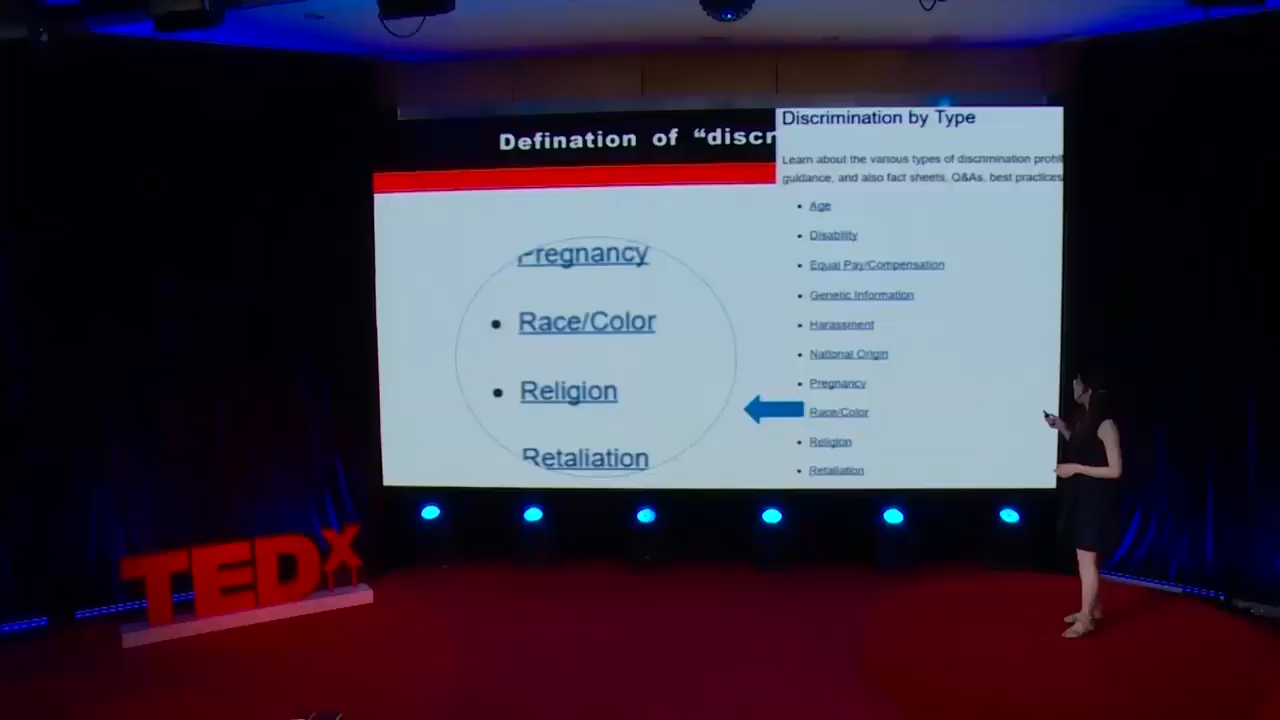 Defination of “discr
Pregnancy
• Race/Color
• Religion
Retaliation
Discrimination by Type
Learn about the various types of discrimination prohi
guidance, and also fact sheets, Q&As, best practices
• Age
• Disability
• Equal Pay/Compensation
• Genetic Information
• Harassment
• National Origin
• Pregnancy
• Race/Color
• Religion
• Retaliation
TEDx